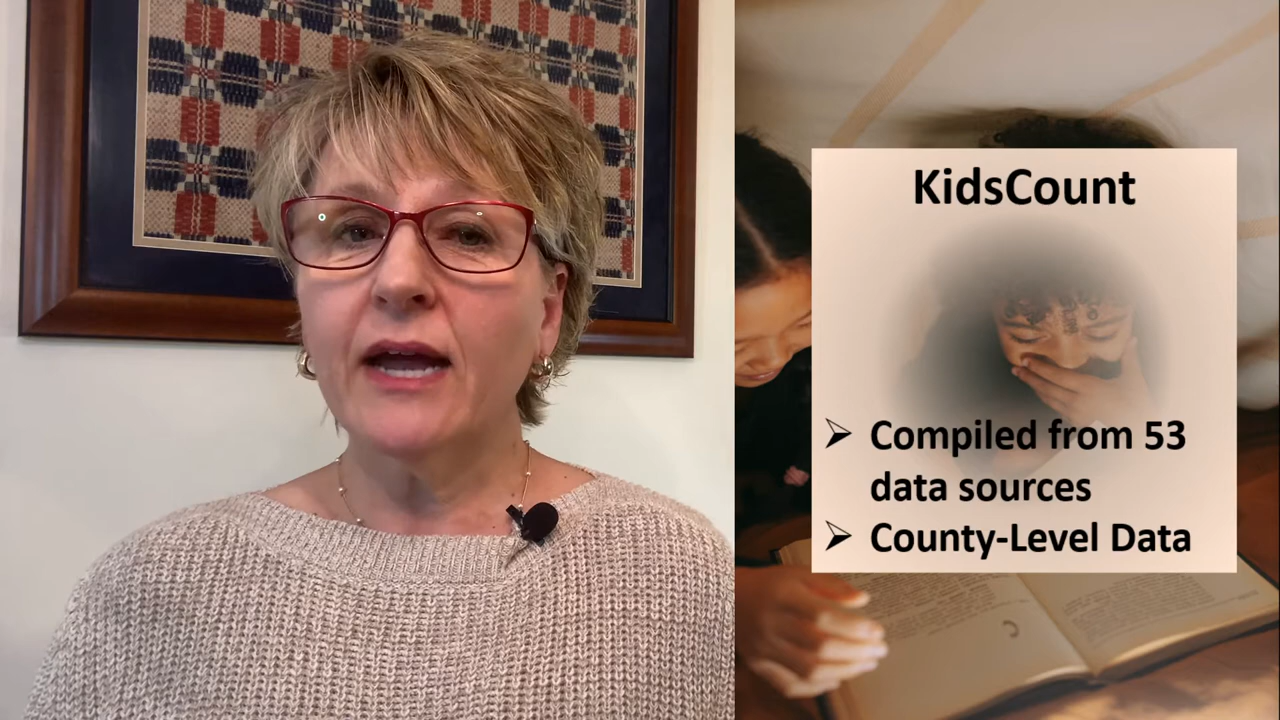 KidsCount
➢ Compiled from 53
data sources
➢ County-Level Data